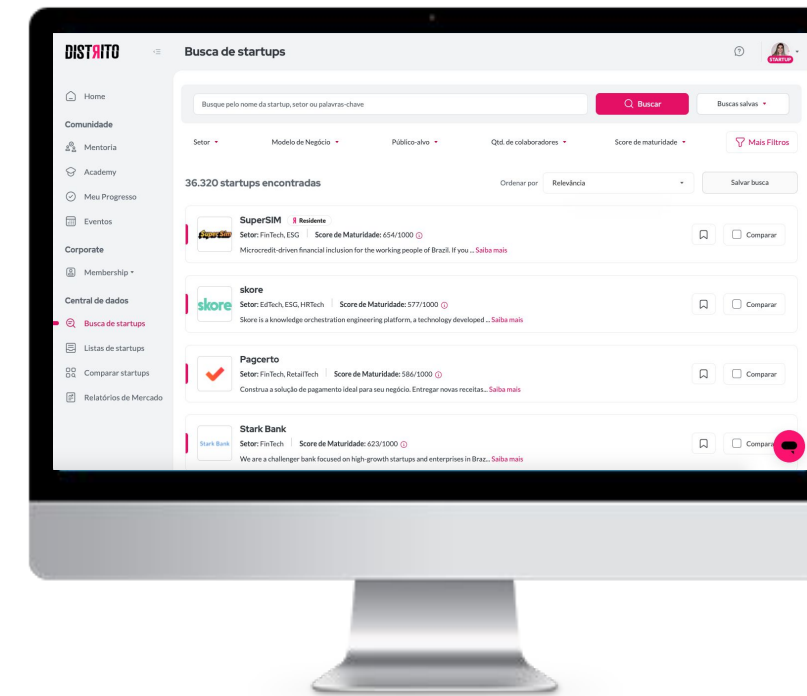 DISTRITO
Busca de startups
STARTUP
Home
Comunidade
Mentoria
Academy
Meu Progresso
Eventos
Corporate
Membership
Central de dados
Busca de startups
Listas de startups
Comparar startups
Relatórios de Mercado
Busque pelo nome da startup, setor ou palavras-chave
Buscar
Buscas salvas
Setor Modelo de Negócio Público-alvo Qtd. de colaboradores Score de maturidade Mais Filtros
36.320 startups encontradas
Ordenar por Relevância Salvar busca
SuperSim
SuperSIM Residente
Setor: FinTech, ESG Score de Maturidade: 654/1000
Microcredit-driven financial inclusion for the working people of Brazil. If you ... Saiba mais
Comparar
skore
skore
Setor: EdTech, ESG, HRTech Score de Maturidade: 577/1000
Skore is a knowledge orchestration engineering platform, a technology developed ... Saiba mais
Comparar
Pagcerto
Setor: FinTech, RetailTech Score de Maturidade: 586/1000
Construa a solução de pagamento ideal para seu negócio. Entregar novas receitas... Saiba mais
Comparar
Stark Bank
Stark Bank
Setor: FinTech Score de Maturidade: 623/1000
We are a challenger bank focused on high-growth startups and enterprises in Braz... Saiba mais
Compara